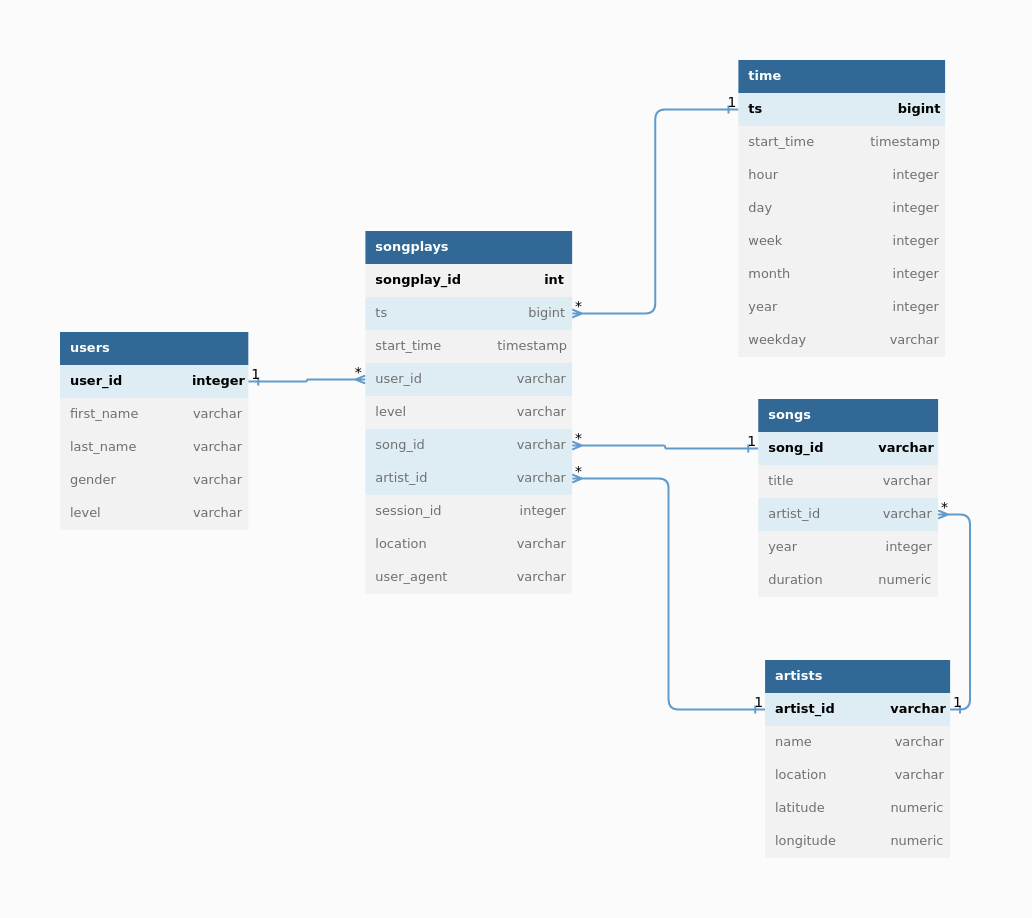 time
ts bigint
start_time timestamp
hour integer
day integer
week integer
month integer
year integer
weekday varchar
songplays
songplay_id int
ts bigint
start_time timestamp
user_id varchar
level varchar
song_id varchar
artist_id varchar
session_id integer
location varchar
user_agent varchar
users
user_id integer
first_name varchar
last_name varchar
gender varchar
level varchar
songs
song_id varchar
title varchar
artist_id varchar
year integer
duration numeric
artists
artist_id varchar
name varchar
location varchar
latitude numeric
longitude numeric
1
*
1
*
*
1
*
*
1
1